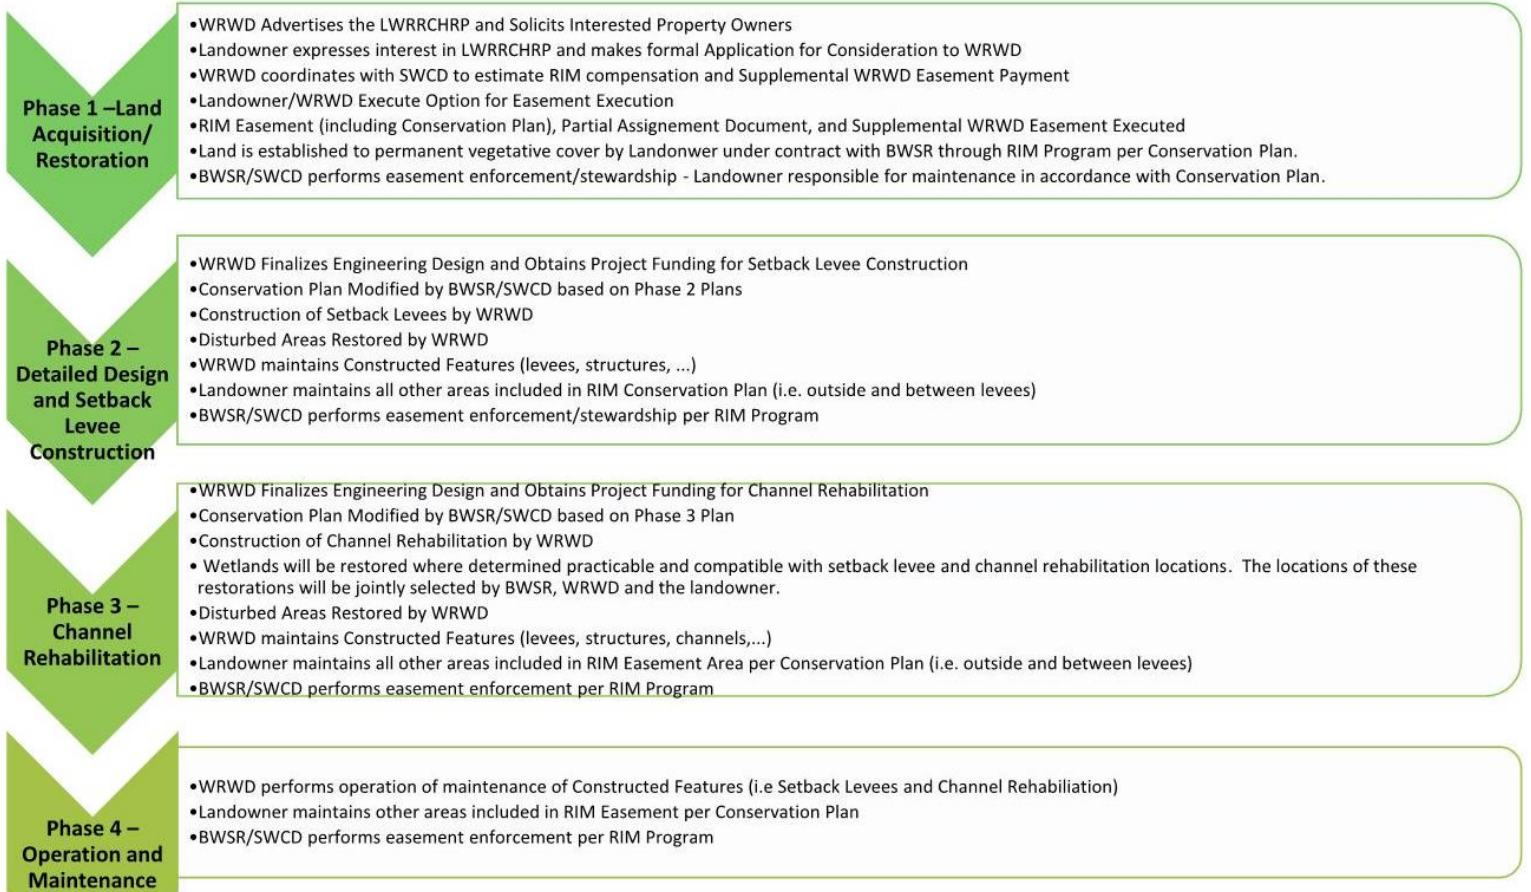 Phase 1 –Land
Acquisition/
Restoration
•WRWD Advertises the LWRRCHRP and Solicits Interested Property Owners
•Landowner expresses interest in LWRRCHRP and makes formal Application for Consideration to WRWD
•WRWD coordinates with SWCD to estimate RIM compensation and Supplemental WRWD Easement Payment
•Landowner/WRWD Execute Option for Easement Execution
•RIM Easement (including Conservation Plan), Partial Assignement Document, and Supplemental WRWD Easement Executed
•Land is established to permanent vegetative cover by Landonwer under contract with BWSR through RIM Program per Conservation Plan.
•BWSR/SWCD performs easement enforcement/stewardship - Landowner responsible for maintenance in accordance with Conservation Plan.
Phase 2 –
Detailed Design
and Setback
Levee
Construction
•WRWD Finalizes Engineering Design and Obtains Project Funding for Setback Levee Construction
•Conservation Plan Modified by BWSR/SWCD based on Phase 2 Plans
•Construction of Setback Levees by WRWD
•Disturbed Areas Restored by WRWD
•WRWD maintains Constructed Features (levees, structures, ...)
•Landowner maintains all other areas included in RIM Conservation Plan (i.e. outside and between levees)
•BWSR/SWCD performs easement enforcement/stewardship per RIM Program
Phase 3 –
Channel
Rehabilitation
•WRWD Finalizes Engineering Design and Obtains Project Funding for Channel Rehabilitation
•Conservation Plan Modified by BWSR/SWCD based on Phase 3 Plan
•Construction of Channel Rehabilitation by WRWD
• Wetlands will be restored where determined practicable and compatible with setback levee and channel rehabilitation locations.  The locations of these
restorations will be jointly selected by BWSR, WRWD and the landowner.
•Disturbed Areas Restored by WRWD
•WRWD maintains Constructed Features (levees, structures, channels,...)
•Landowner maintains all other areas included in RIM Easement Area per Conservation Plan (i.e. outside and between levees)
•BWSR/SWCD performs easement enforcement per RIM Program
Phase 4 –
Operation and
Maintenance
•WRWD performs operation of maintenance of Constructed Features (i.e Setback Levees and Channel Rehabiliation)
•Landowner maintains other areas included in RIM Easement per Conservation Plan
•BWSR/SWCD performs easement enforcement per RIM Program